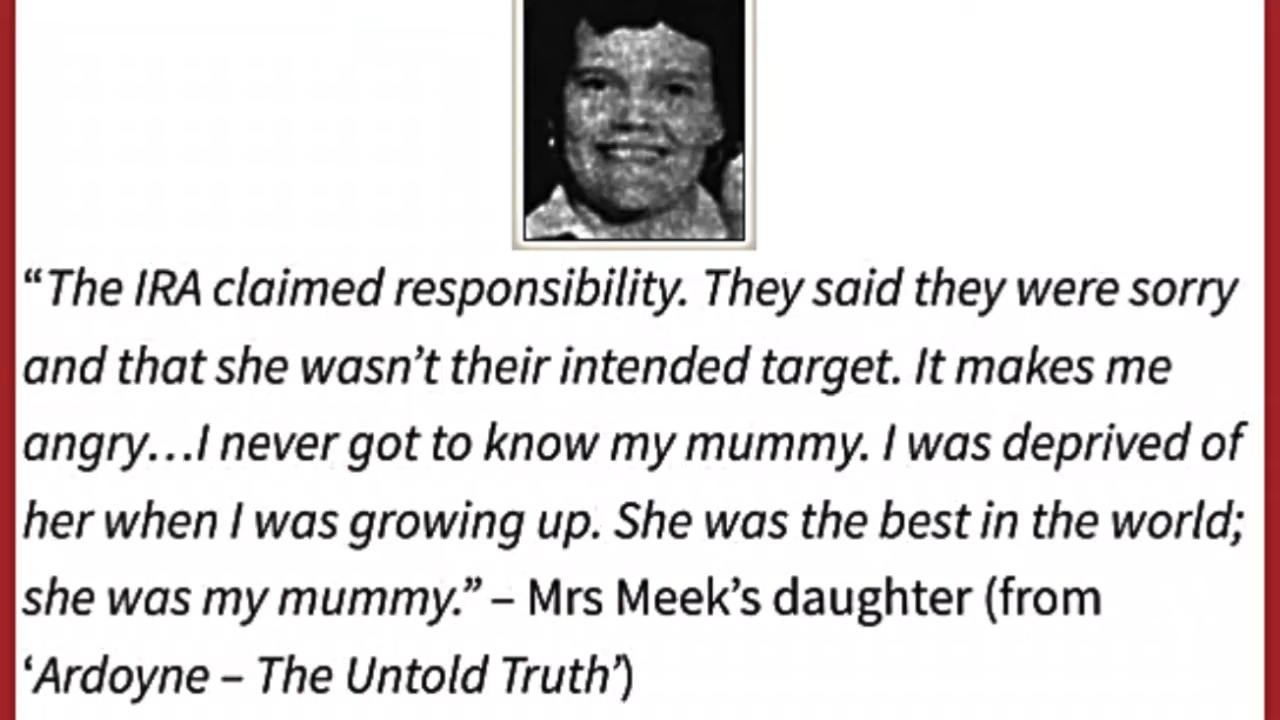 “The IRA claimed responsibility. They said they were sorry
and that she wasn’t their intended target. It makes me
angry…I never got to know my mummy. I was deprived of
her when I was growing up. She was the best in the world;
she was my mummy.” – Mrs Meek’s daughter (from
‘Ardoyne – The Untold Truth’)